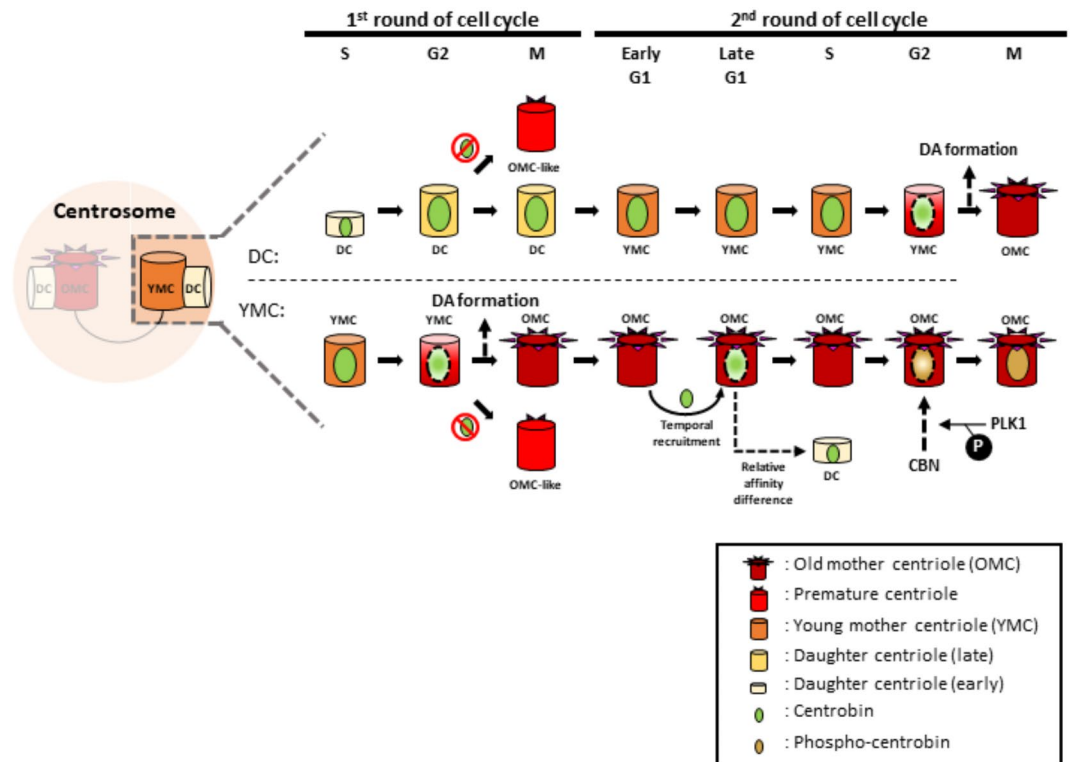 1st round of cell cycle
2nd round of cell cycle
S
G2
M
Early
G1
Late
G1
S
G2
M
OMC-like
DA formation
Centrosome
DC
OMC
YMC
DC
DC:
DC
DC
DC
YMC
YMC
YMC
YMC
OMC
YMC:
DA formation
YMC
YMC
OMC
OMC
OMC
OMC
OMC
OMC
Temporal
recruitment
OMC-like
Relative
affinity
difference
DC
CBN
PLK1
P
: Old mother centriole (OMC)
: Premature centriole
: Young mother centriole (YMC)
: Daughter centriole (late)
: Daughter centriole (early)
: Centrobin
: Phospho-centrobin